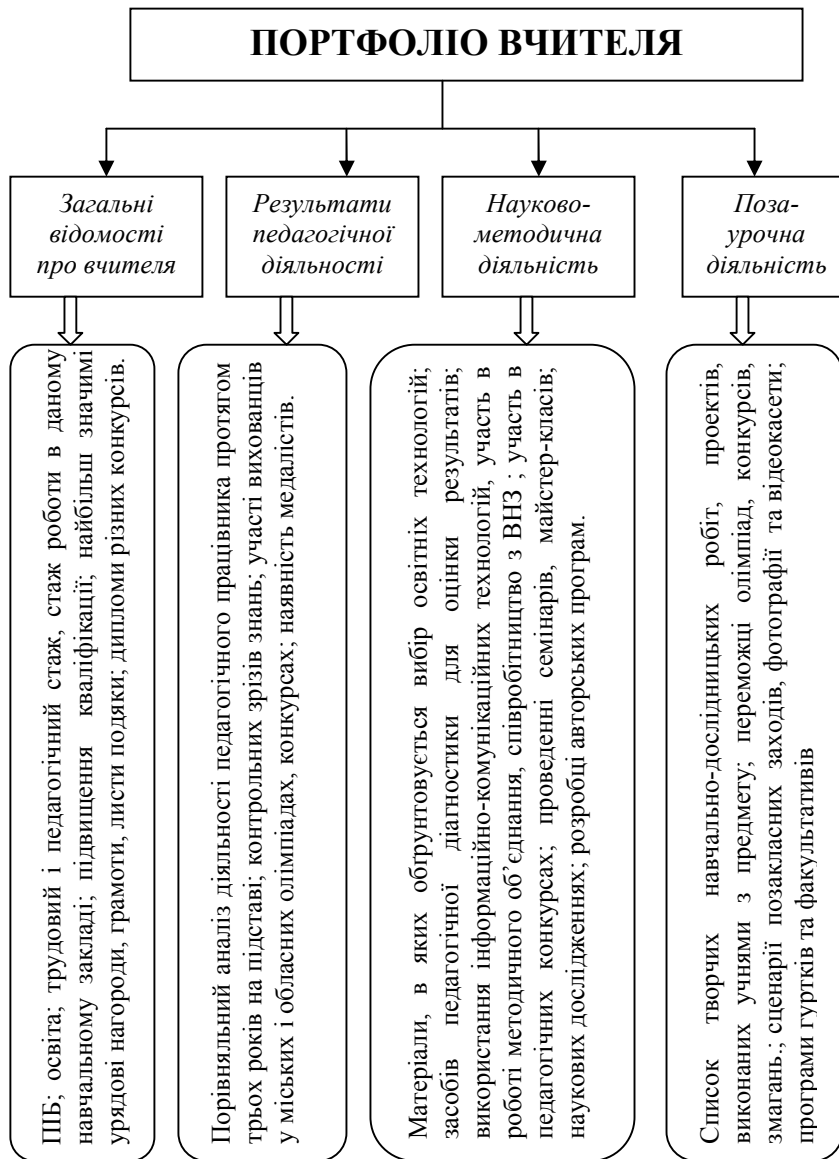 ПОРТФОЛІО ВЧИТЕЛЯ
Загальні
відомості
про вчителя
Результати
педагогічної
діяльності
Науково-
методична
діяльність
Поза-
урочна
діяльність
ПІБ; освіта; трудовий і педагогічний стаж, стаж роботи в даному
навчальному закладі; підвищення кваліфікації; найбільш значимі
урядові нагороди, грамоти, листи подяки; дипломи різних конкурсів.
Порівняльний аналіз діяльності педагогічного працівника протягом
трьох років на підставі; контрольних зрізів знань; участі вихованців
у міських і обласних олімпіадах, конкурсах; наявність медалістів.
Матеріали, в яких обґрунтовується вибір освітніх технологій;
засобів педагогічної діагностики для оцінки результатів,
використання інформаційно-комунікаційних технологій, участь в
роботі методичного об’єднання, співробітництво з ВНЗ ; участь в
педагогічних конкурсах; проведенні семінарів, майстер-класів;
наукових дослідженнях; розробці авторських програм.
Список творчих навчально-дослідницьких робіт, проектів,
виконаних учнями з предмету; переможці олімпіад, конкурсів,
змагань.; сценарії позакласних заходів, фотографії та відеокасети;
програми гуртків та факультативів